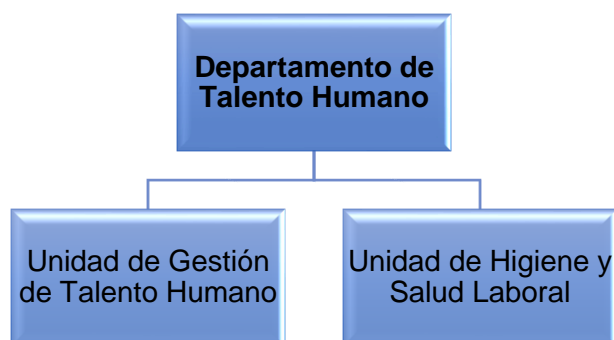 Departamento de
Talento Humano
Unidad de Gestión
de Talento Humano
Unidad de Higiene y
Salud Laboral